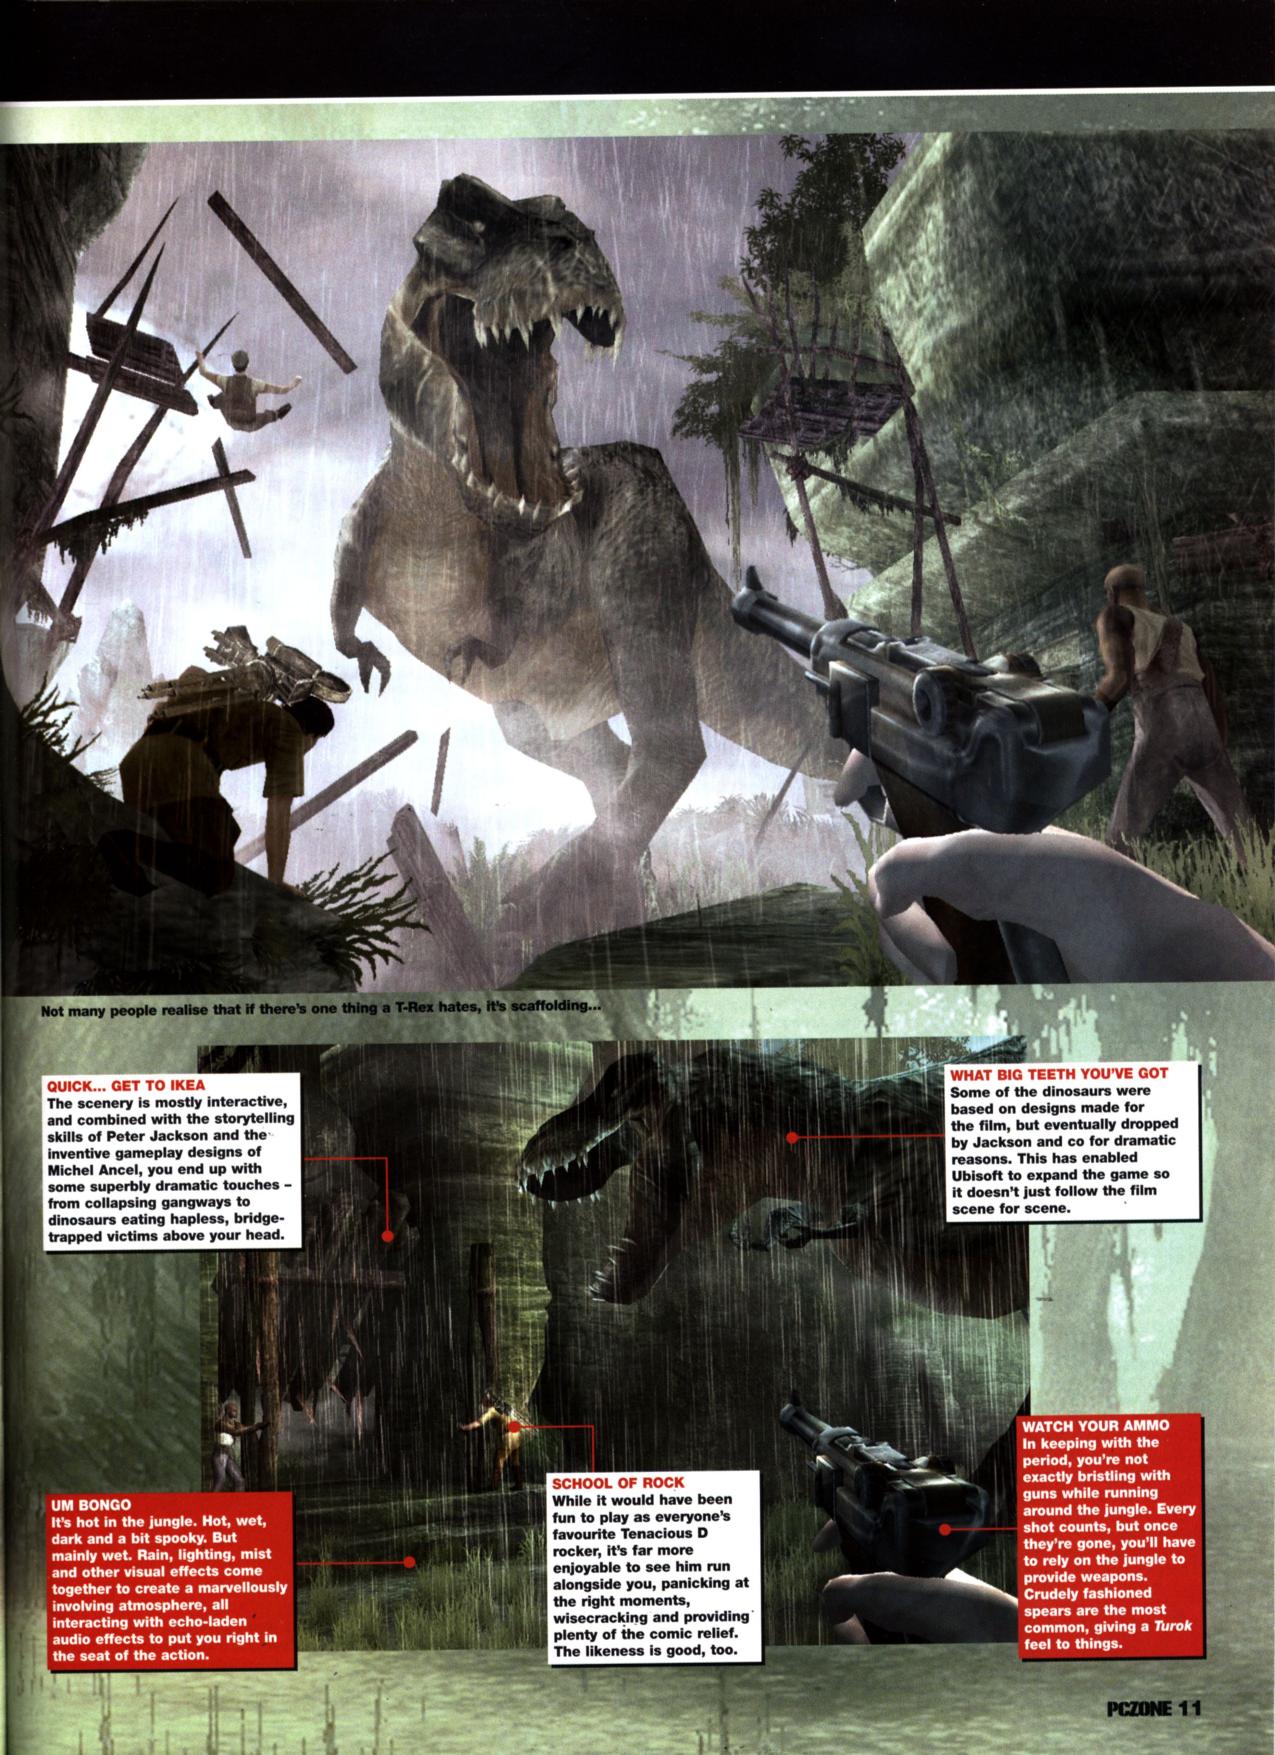 Not many people realise that if there's one thing a T-Rex hates, it's scaffolding...
QUICK... GET TO IKEA
The scenery is mostly interactive,
and combined with the storytelling
skills of Peter Jackson and the
inventive gameplay designs of
Michel Ancel, you end up with
some superbly dramatic touches –
from collapsing gangways to
dinosaurs eating hapless, bridge-
trapped victims above your head.
WHAT BIG TEETH YOU'VE GOT
Some of the dinosaurs were
based on designs made for
the film, but eventually dropped
by Jackson and co for dramatic
reasons. This has enabled
Ubisoft to expand the game so
it doesn't just follow the film
scene for scene.
UM BONGO
It's hot in the jungle. Hot, wet,
dark and a bit spooky. But
mainly wet. Rain, lighting, mist
and other visual effects come
together to create a marvellously
involving atmosphere, all
interacting with echo-laden
audio effects to put you right in
the seat of the action.
SCHOOL OF ROCK
While it would have been
fun to play as everyone's
favourite Tenacious D
rocker, it's far more
enjoyable to see him run
alongside you, panicking at
the right moments,
wisecracking and providing
plenty of the comic relief.
The likeness is good, too.
WATCH YOUR AMMO
In keeping with the
period, you're not
exactly bristling with
guns while running
around the jungle. Every
shot counts, but once
they're gone, you'll have
to rely on the jungle to
provide weapons.
Crudely fashioned
spears are the most
common, giving a Turok
feel to things.
PCZONE 11